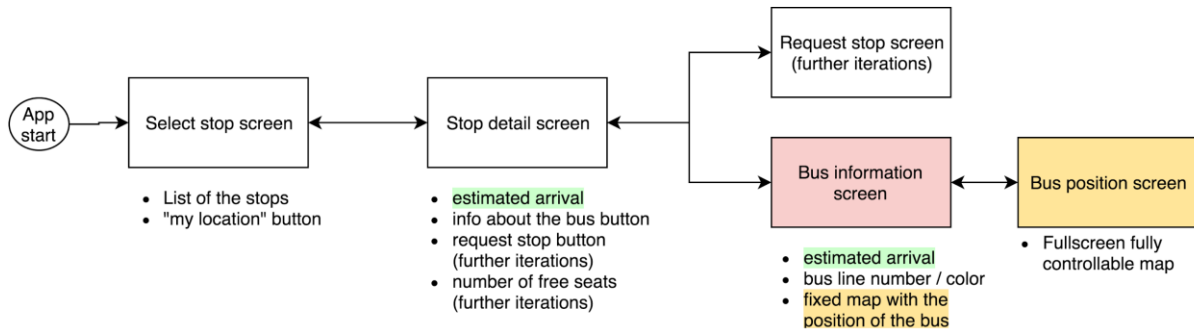 App
start
Select stop screen
• List of the stops
• "my location" button
Stop detail screen
• estimated arrival
• info about the bus button
• request stop button
(further iterations)
• number of free seats
(further iterations)
Request stop screen
(further iterations)
Bus information
screen
• estimated arrival
• bus line number / color
• fixed map with the
position of the bus
Bus position screen
• Fullscreen fully
controllable map